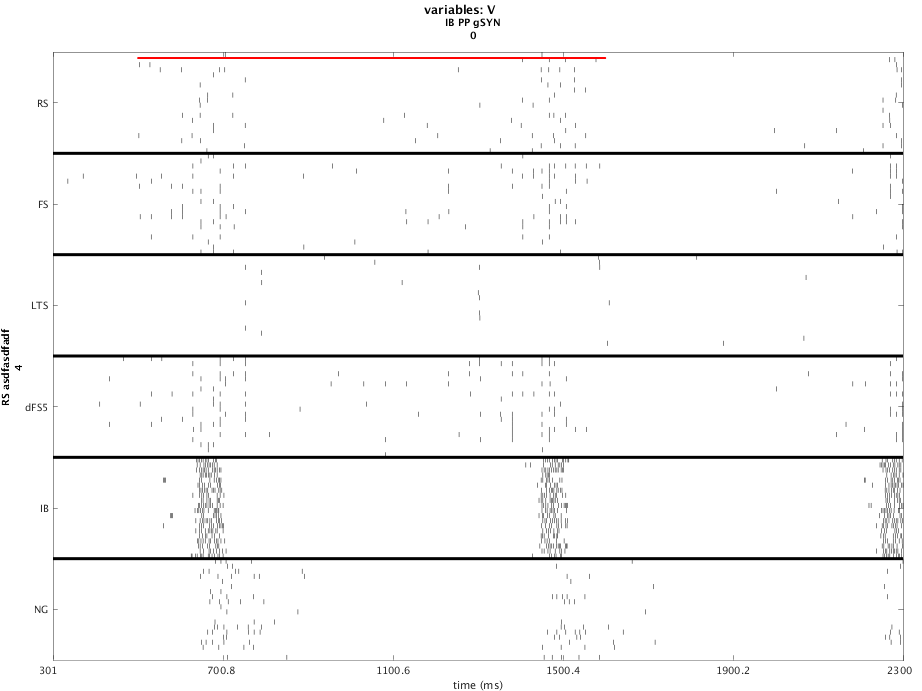 variables: V
IB PP gSYN
0
RS
FS
LTS
dFS5
IB
NG
RS asdfasdfadf
4
301
700.8
1100.6
1500.4
1900.2
2300
time (ms)